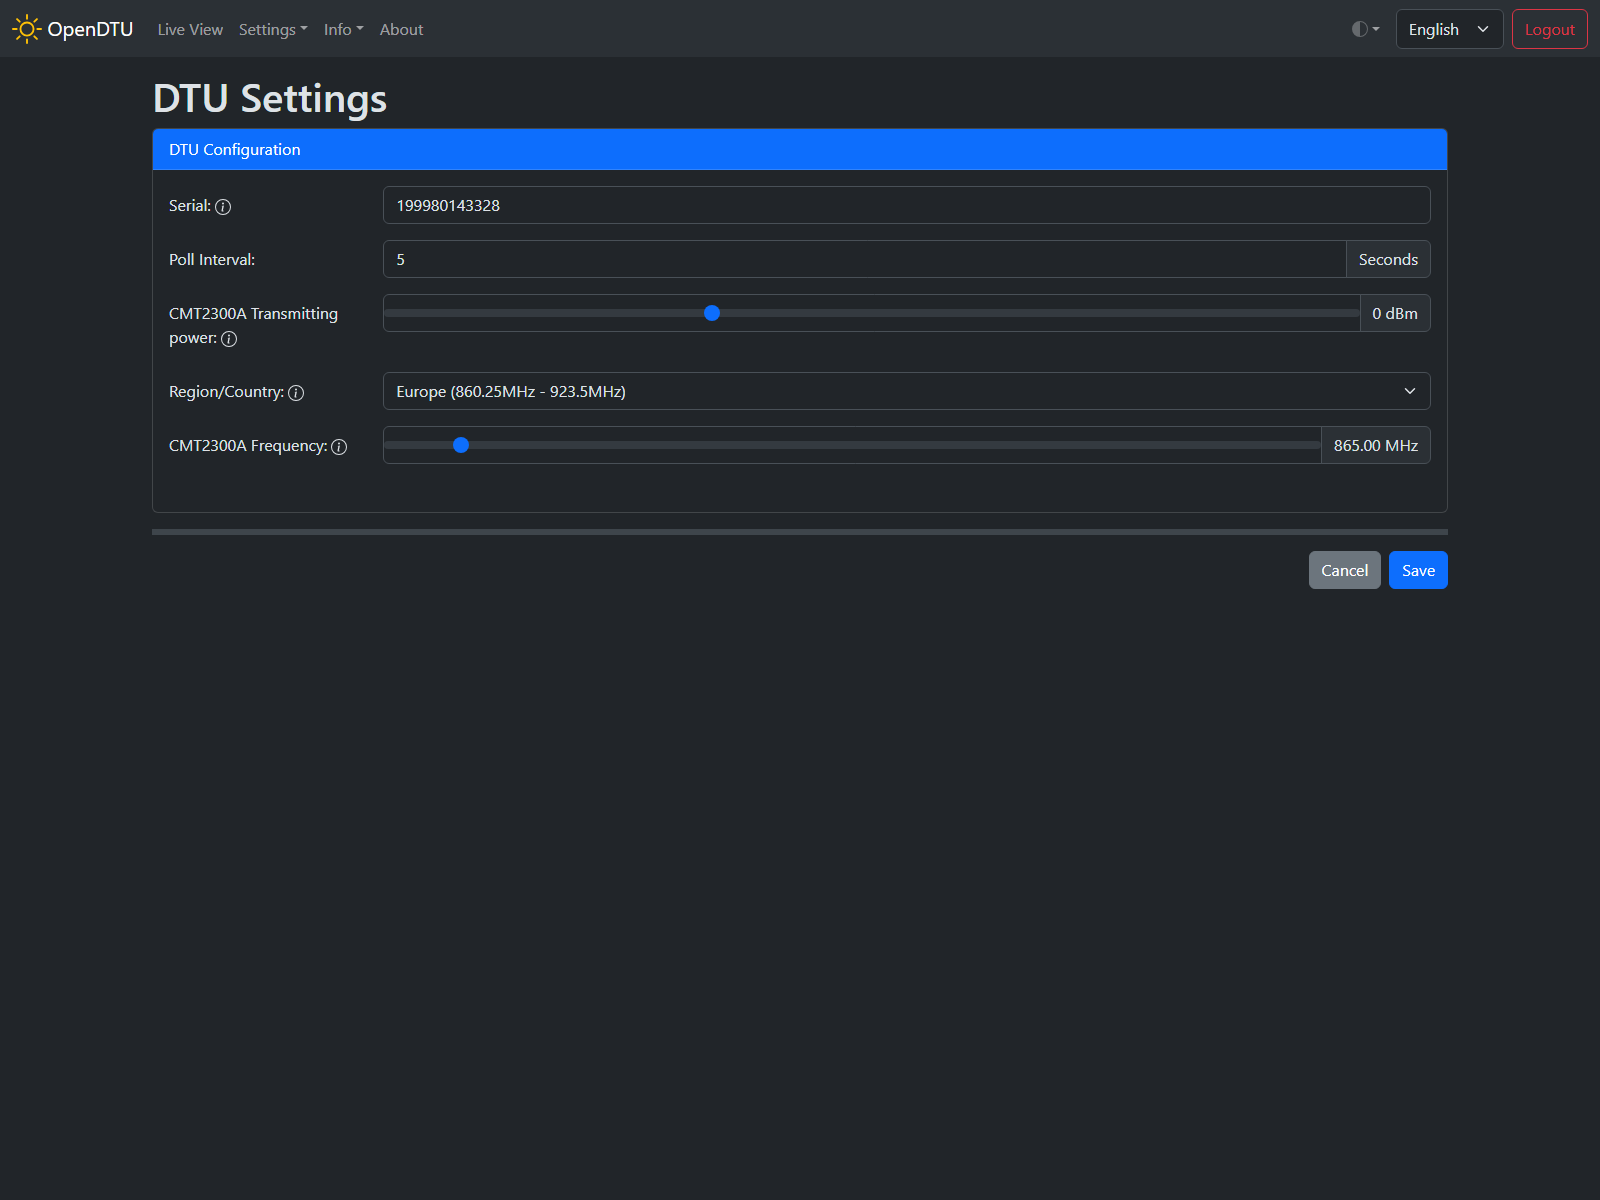 OpenDTU Live View Settings Info About English Logout
DTU Settings
DTU Configuration
Serial: 199980143328
Poll Interval: 5 Seconds
CMT2300A Transmitting
power: 0 dBm
Region/Country: Europe (860.25MHz - 923.5MHz)
CMT2300A Frequency: 865.00 MHz
Cancel Save